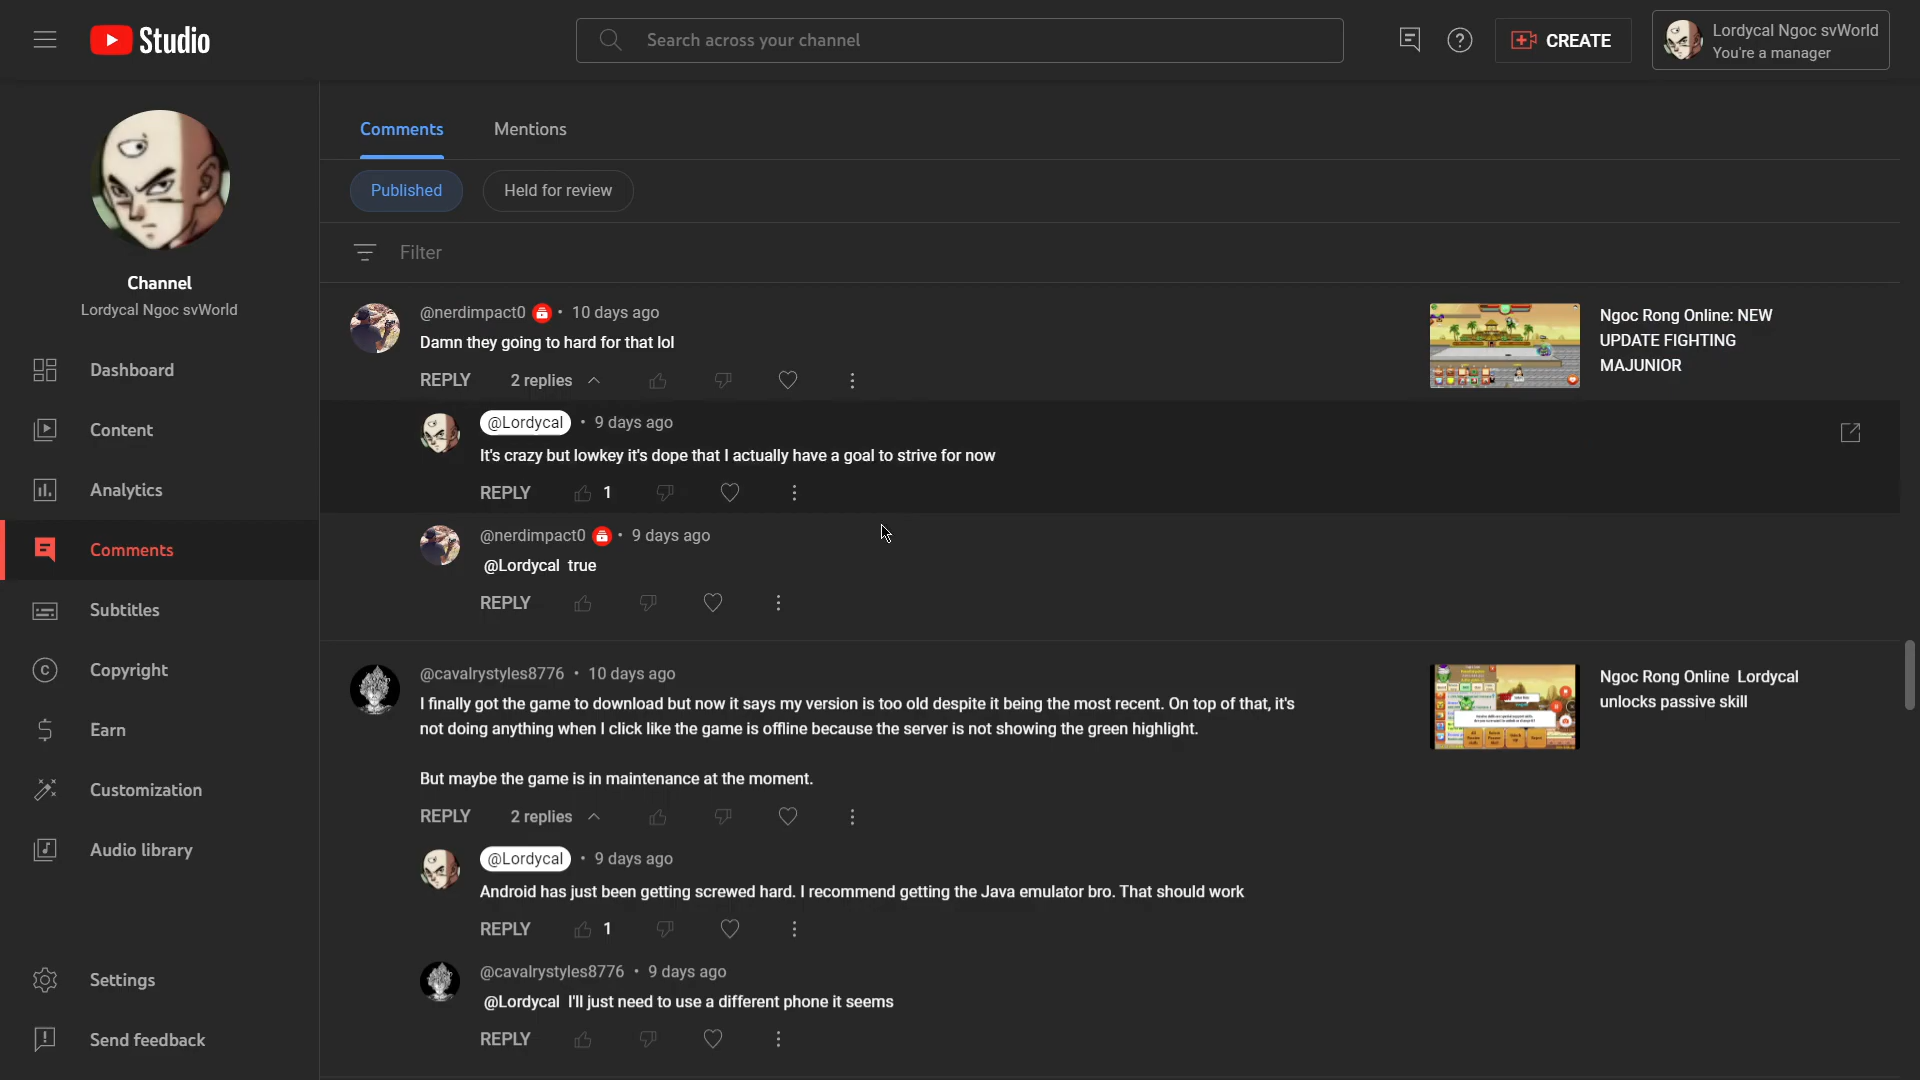 Studio
Search across your channel
CREATE
Lordycal Ngoc svWorld
You're a manager
Channel
Lordycal Ngoc svWorld
Dashboard
Content
Analytics
Comments
Subtitles
Copyright
Earn
Customization
Audio library
Settings
Send feedback
Comments
Mentions
Published
Held for review
Filter
@nerdimpact0 • 10 days ago
Damn they going to hard for that lol
REPLY 2 replies
Ngoc Rong Online: NEW
UPDATE FIGHTING
MAJUNIOR
@Lordycal • 9 days ago
It's crazy but lowkey it's dope that I actually have a goal to strive for now
REPLY 1
@nerdimpact0 • 9 days ago
@Lordycal true
REPLY
@cavalrystyles8776 • 10 days ago
I finally got the game to download but now it says my version is too old despite it being the most recent. On top of that, it's
not doing anything when I click like the game is offline because the server is not showing the green highlight.
But maybe the game is in maintenance at the moment.
REPLY 2 replies
Ngoc Rong Online Lordycal
unlocks passive skill
@Lordycal • 9 days ago
Android has just been getting screwed hard. I recommend getting the Java emulator bro. That should work
REPLY 1
@cavalrystyles8776 • 9 days ago
@Lordycal I'll just need to use a different phone it seems
REPLY